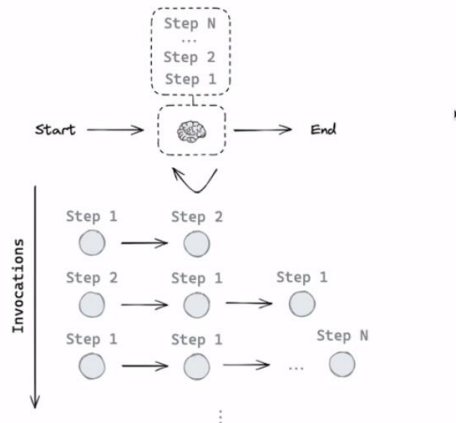 Step N
...
Step 2
Step 1
Start
End
Step 1 Step 2
Step 2 Step 1 Step 1
Step 1 Step 1 Step N
...
Invocations